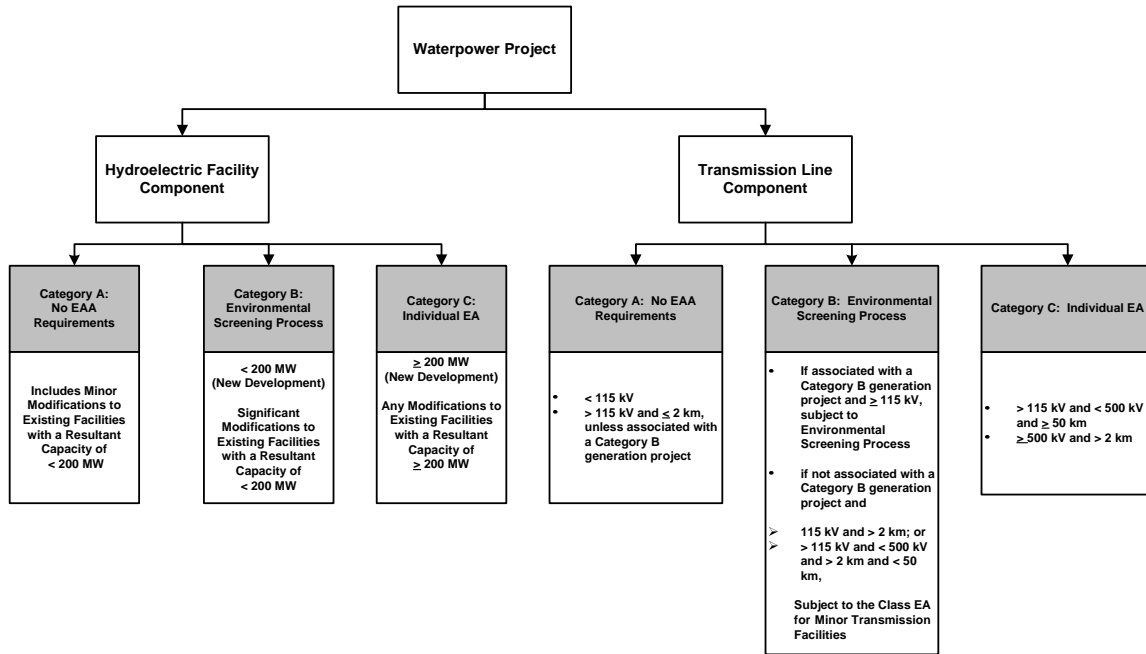 Waterpower Project
Hydroelectric Facility
Component
Transmission Line
Component
Category A:
No EAA
Requirements
Includes Minor
Modifications to
Existing Facilities
with a Resultant
Capacity of
< 200 MW
Category B:
Environmental
Screening Process
< 200 MW
(New Development)
Significant
Modifications to
Existing Facilities
with a Resultant
Capacity of
< 200 MW
Category C:
Individual EA
≥ 200 MW
(New Development)
Any Modifications to
Existing Facilities
with a Resultant
Capacity of
≥ 200 MW
Category A: No EAA
Requirements
• < 115 kV
• > 115 kV and ≤ 2 km,
unless associated with
a Category B
generation project
Category B: Environmental
Screening Process
• If associated with a
Category B generation
project and ≥ 115 kV,
subject to
Environmental
Screening Process
• if not associated with a
Category B generation
project and
➢ 115 kV and > 2 km; or
➢ > 115 kV and < 500 kV
and > 2 km and < 50
km,
Subject to the Class EA
for Minor Transmission
Facilities
Category C: Individual EA
• > 115 kV and < 500 kV
and ≥ 50 km
• ≥500 kV and > 2 km